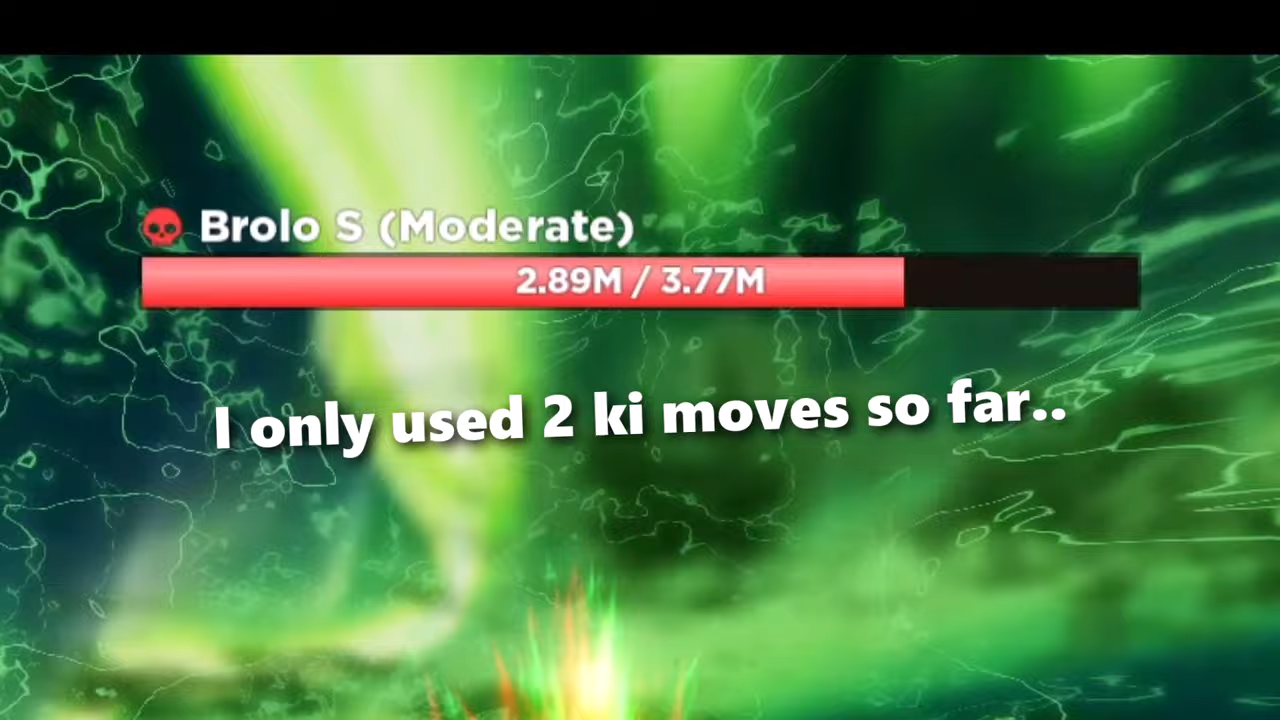 Brolo S (Moderate)
2.89M / 3.77M
I only used 2 ki moves so far..